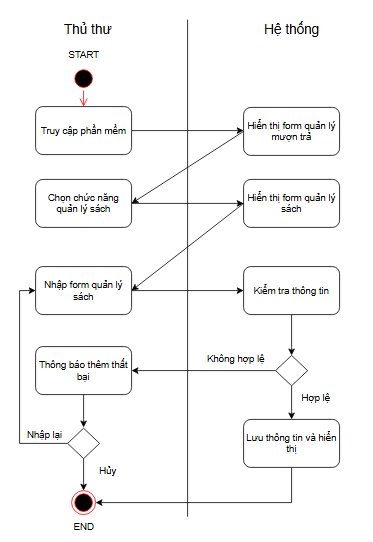 Thủ thư
Hệ thống
START
Truy cập phần mềm
Hiển thị form quản lý
mượn trả
Chọn chức năng
quản lý sách
Hiển thị form quản lý
sách
Nhập form quản lý
sách
Kiểm tra thông tin
Không hợp lệ
Thông báo thêm thất
bại
Hợp lệ
Nhập lại
Lưu thông tin và hiển
thị
Hủy
END